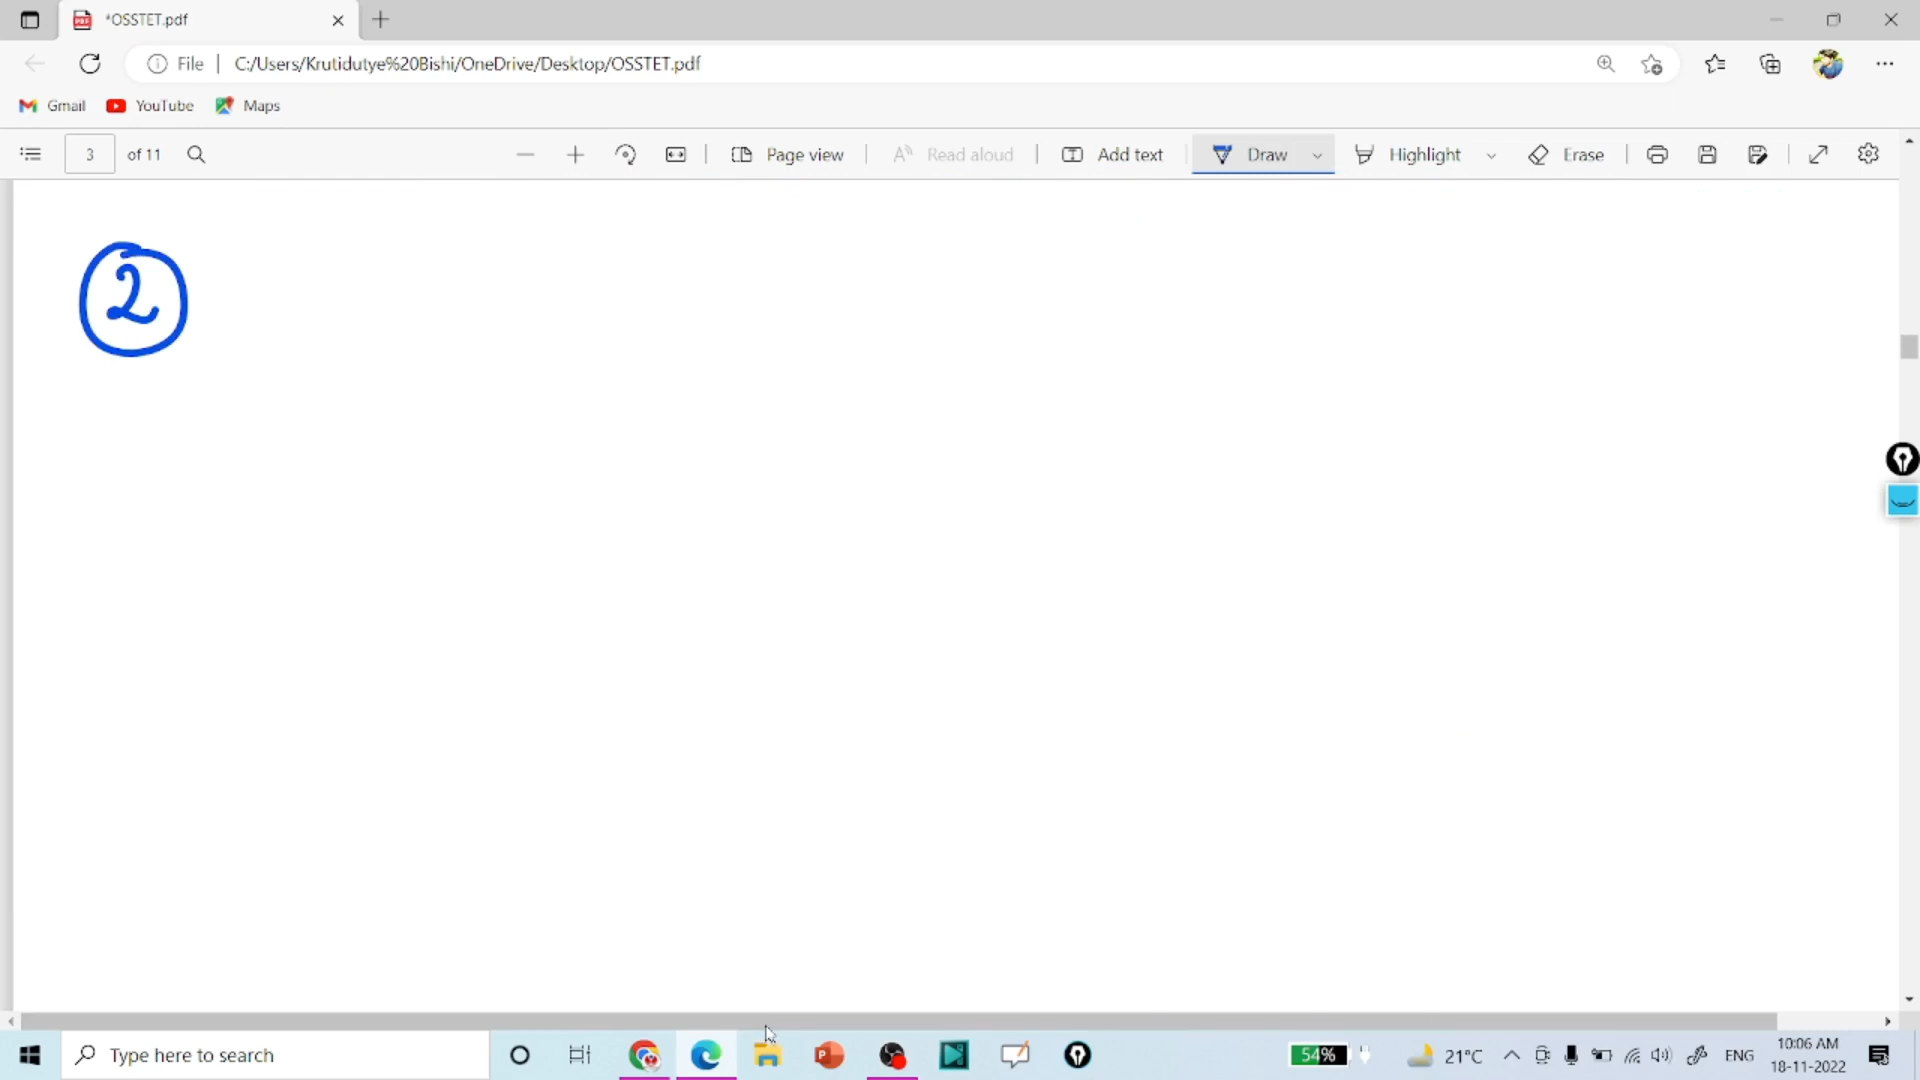 *OSSTET.pdf
File | C:/Users/Krutidutye%20Bishi/OneDrive/Desktop/OSSTET.pdf
Gmail YouTube Maps
3 of 11 Page view Read aloud Add text Draw Highlight Erase
2
Type here to search 54% 21°C ENG 10:06 AM
18-11-2022